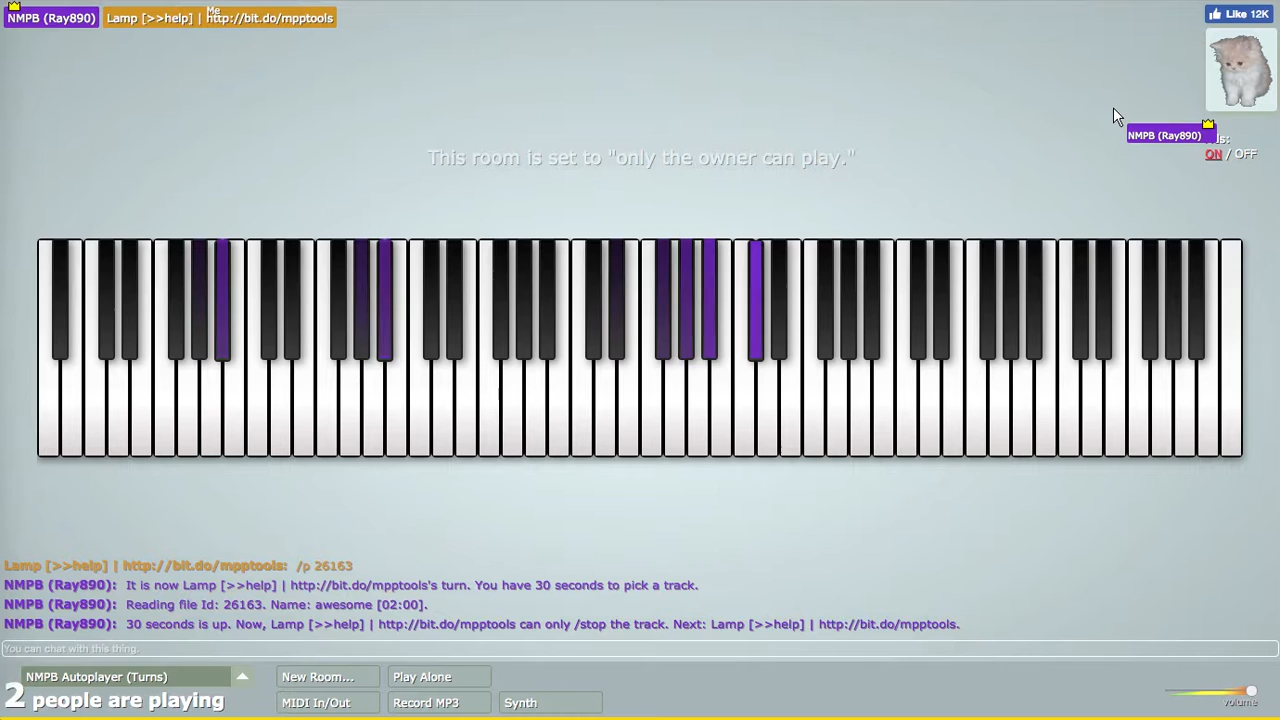 NMPB (Ray890)
Lamp [>>help] | http://bit.do/mpptools
Me
Like 12K
NMPB (Ray890)
ON / OFF
This room is set to "only the owner can play."
Lamp [>>help] | http://bit.do/mpptools: /p 26163
NMPB (Ray890): It is now Lamp [>>help] | http://bit.do/mpptools's turn. You have 30 seconds to pick a track.
NMPB (Ray890): Reading file Id: 26163. Name: awesome [02:00].
NMPB (Ray890): 30 seconds is up. Now, Lamp [>>help] | http://bit.do/mpptools can only /stop the track. Next: Lamp [>>help] | http://bit.do/mpptools.
You can chat with this thing.
NMPB Autoplayer (Turns)
New Room...
Play Alone
2 people are playing
MIDI In/Out
Record MP3
Synth
volume